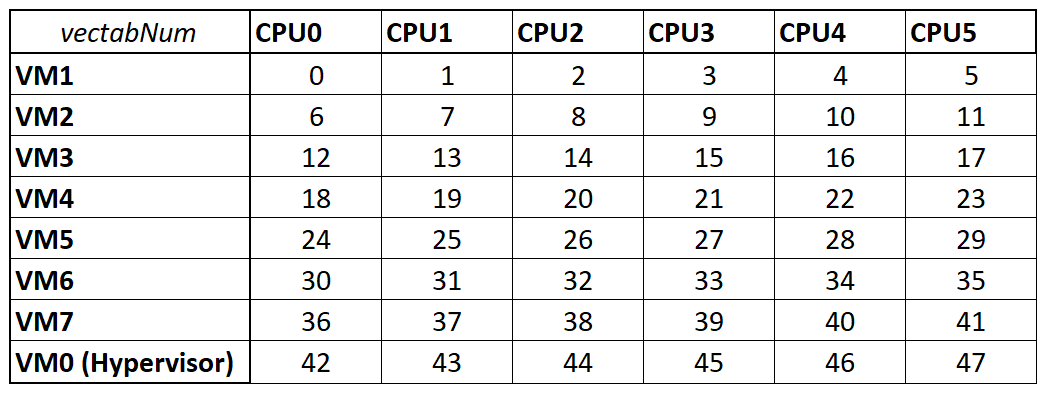 vectabNum CPU0 CPU1 CPU2 CPU3 CPU4 CPU5
VM1 0 1 2 3 4 5
VM2 6 7 8 9 10 11
VM3 12 13 14 15 16 17
VM4 18 19 20 21 22 23
VM5 24 25 26 27 28 29
VM6 30 31 32 33 34 35
VM7 36 37 38 39 40 41
VM0 (Hypervisor) 42 43 44 45 46 47